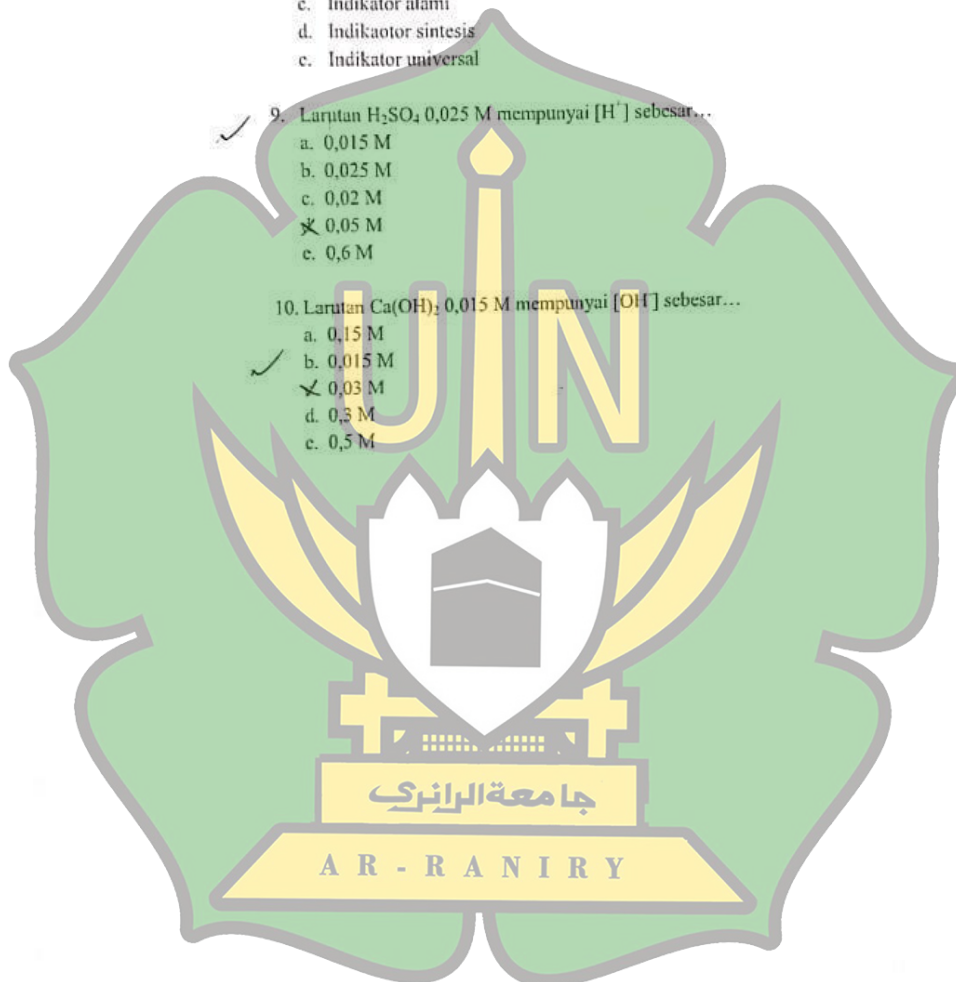 c. Indikator alami
d. Indikaotor sintesis
e. Indikator universal
9. Larutan H₂SO₄ 0,025 M mempunyai [H⁺] sebesar…
a. 0,015 M
b. 0,025 M
c. 0,02 M
0,05 M
e. 0,6 M
10. Larutan Ca(OH)₂ 0,015 M mempunyai [OH⁻] sebesar…
a. 0,15 M
b. 0,015 M
0,03 M
d. 0,3 M
e. 0,5 M
UIN
جامعة الرانري
AR-RANIRY